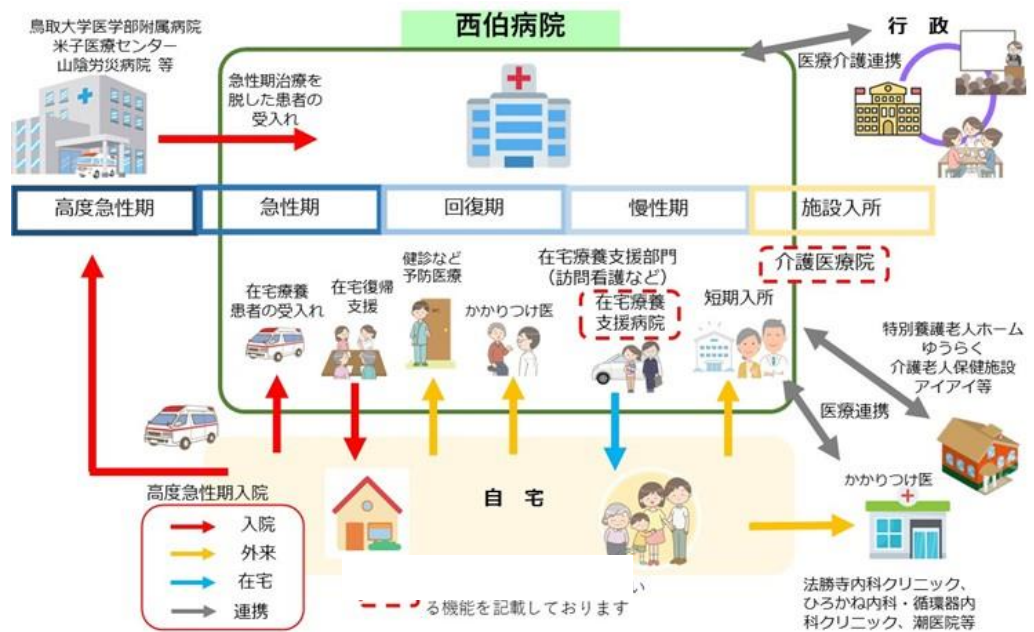 西伯病院
鳥取大学医学部附属病院
米子医療センター
山陰労災病院 等
急性期治療を
脱した患者の
受入れ
行 政
医療介護連携
高度急性期
急性期
回復期
慢性期
施設入所
在宅療養
患者の受入れ
在宅復帰
支援
健診など
予防医療
かかりつけ医
在宅療養支援部門
（訪問看護など）
在宅療養
支援病院
短期入所
介護医療院
特別養護老人ホーム
ゆうらく
介護老人保健施設
アイアイ等
医療連携
かかりつけ医
高度急性期入院
自 宅
入院
外来
在宅
連携
法勝寺内科クリニック、
ひろかね内科・循環器内
科クリニック、潮医院等
い
る機能を記載しております